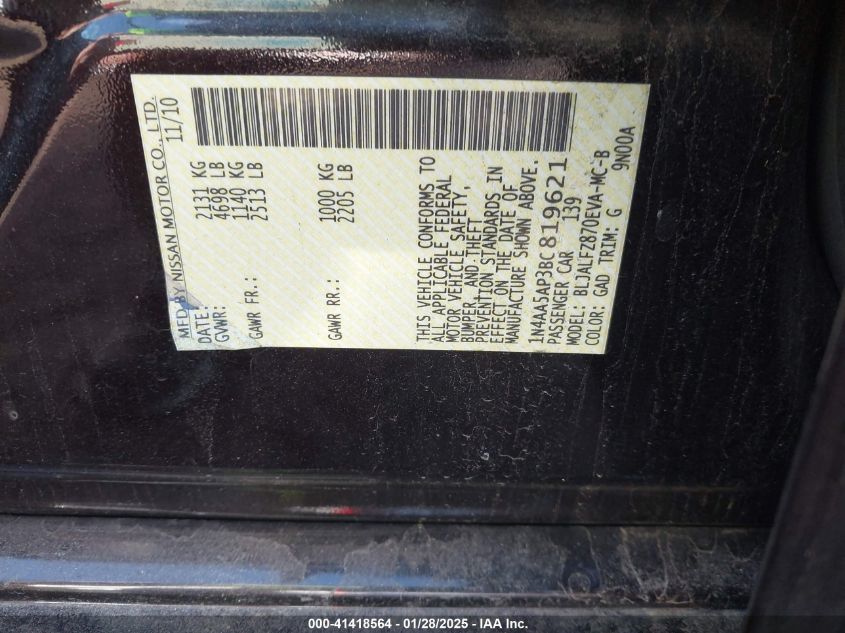 MFD BY NISSAN MOTOR CO., LTD.
DATE: 11/10
GVWR: 2131 KG
4698 LB
GAWR FR.: 1140 KG
2513 LB
GAWR RR.: 1000 KG
2205 LB
THIS VEHICLE CONFORMS TO
ALL APPLICABLE FEDERAL
MOTOR VEHICLE SAFETY,
BUMPER, AND THEFT
PREVENTION STANDARDS IN
EFFECT ON THE DATE OF
MANUFACTURE SHOWN ABOVE.
1N4AA5AP3BC819621
PASSENGER CAR 139
MODEL: BLJALFZ870EVA-MC-B
COLOR: GAD TRIM: G 9N00A
000-41418564 - 01/28/2025 - IAA Inc.